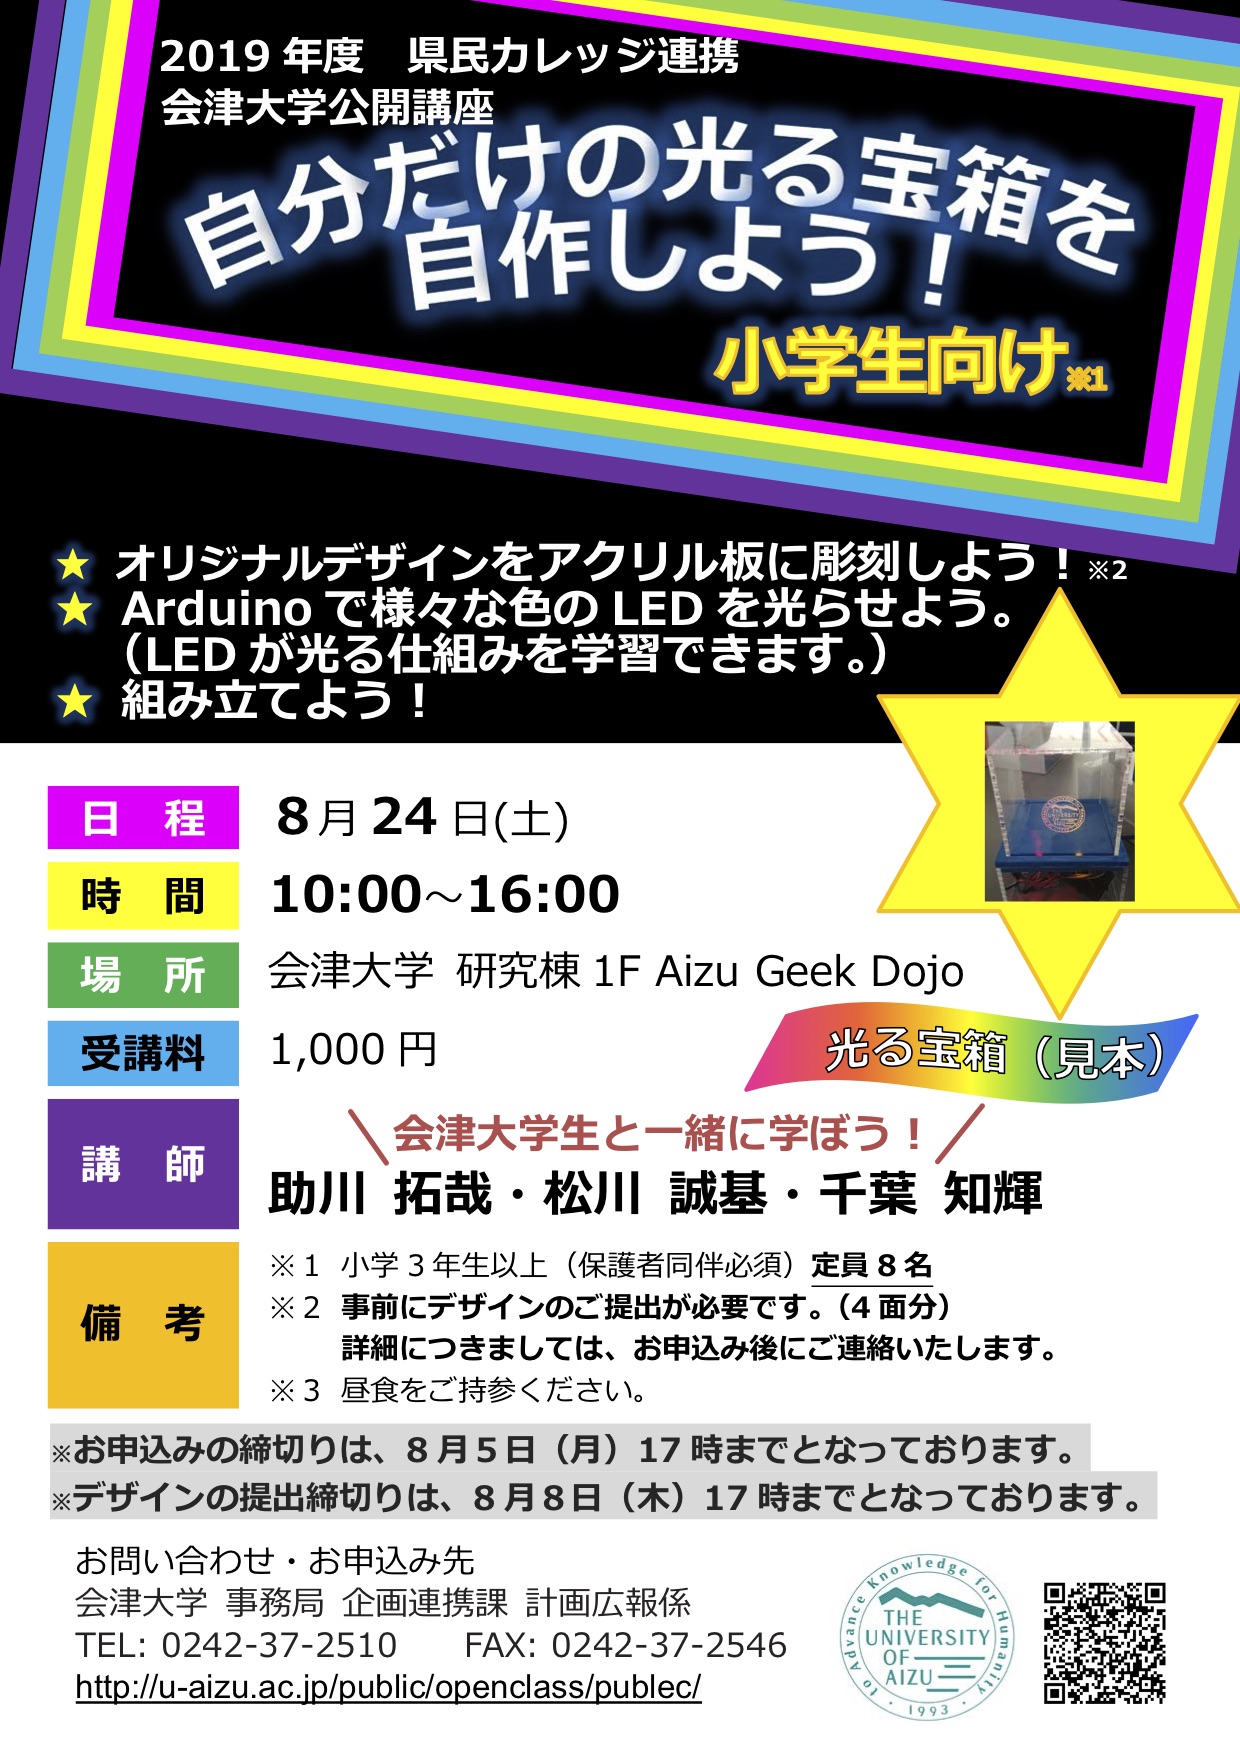 2019 年度　県民カレッジ連携
会津大学公開講座
自分だけの光る宝箱を
自作しよう！
小学生向け※1
★ オリジナルデザインをアクリル板に彫刻しよう！※2
★ Arduino で様々な色の LED を光らせよう。
（LED が光る仕組みを学習できます。）
★ 組み立てよう！
日　程
8月 24 日(土)
時　間
10:00～16:00
場　所
会津大学 研究棟 1F Aizu Geek Dojo
受講料
1,000 円
光る宝箱（見本）
講　師
＼会津大学生と一緒に学ぼう！／
助川 拓哉・松川 誠基・千葉 知輝
備　考
※１ 小学３年生以上（保護者同伴必須）定員 8 名
※２ 事前にデザインのご提出が必要です。（4 面分）
詳細につきましては、お申込み後にご連絡いたします。
※３ 昼食をご持参ください。
※お申込みの締切りは、８月５日（月）17 時までとなっております。
※デザインの提出締切りは、８月８日（木）17 時までとなっております。
お問い合わせ・お申込み先
会津大学 事務局 企画連携課 計画広報係
TEL: 0242-37-2510　FAX: 0242-37-2546
http://u-aizu.ac.jp/public/openclass/publec/
to Advance Knowledge for Humanity
THE
UNIVERSITY
OF
AIZU
・1993・